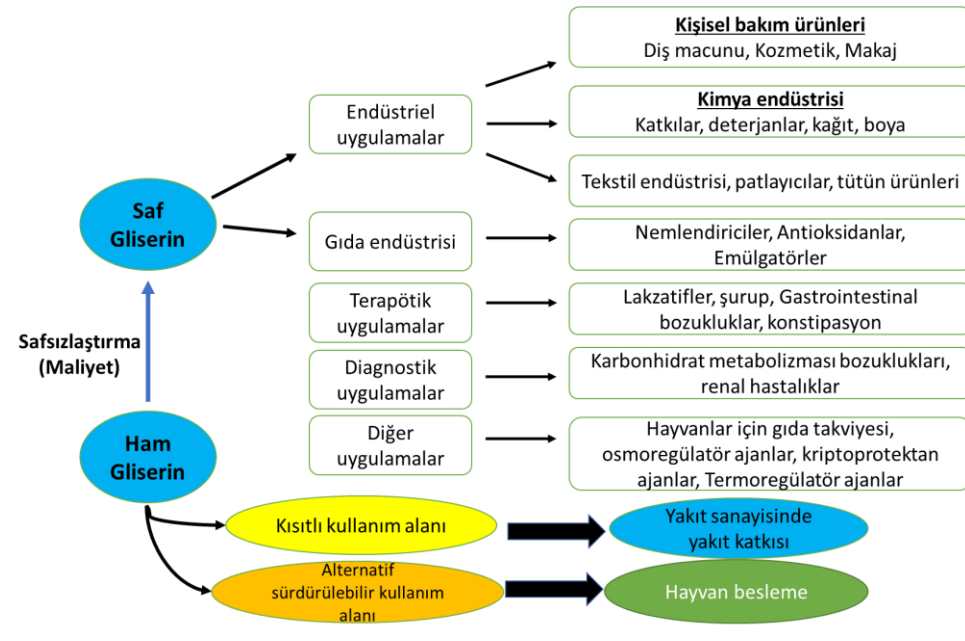 Kişisel bakım ürünleri
Diş macunu, Kozmetik, Makaj
Endüstriel
uygulamalar
Kimya endüstrisi
Katkılar, deterjanlar, kağıt, boya
Tekstil endüstrisi, patlayıcılar, tütün ürünleri
Saf
Gliserin
Gıda endüstrisi
Nemlendiriciler, Antioksidanlar,
Emülgatörler
Terapötik
uygulamalar
Lakzatifler, şurup, Gastrointestinal
bozukluklar, konstipasyon
Safsızlaştırma
(Maliyet)
Diagnostik
uygulamalar
Karbonhidrat metabolizması bozuklukları,
renal hastalıklar
Ham
Gliserin
Diğer
uygulamalar
Hayvanlar için gıda takviyesi,
osmoregülatör ajanlar, kriptoprotektan
ajanlar, Termoregülatör ajanlar
Kısıtlı kullanım alanı
Yakıt sanayisinde
yakıt katkısı
Alternatif
sürdürülebilir kullanım
alanı
Hayvan besleme